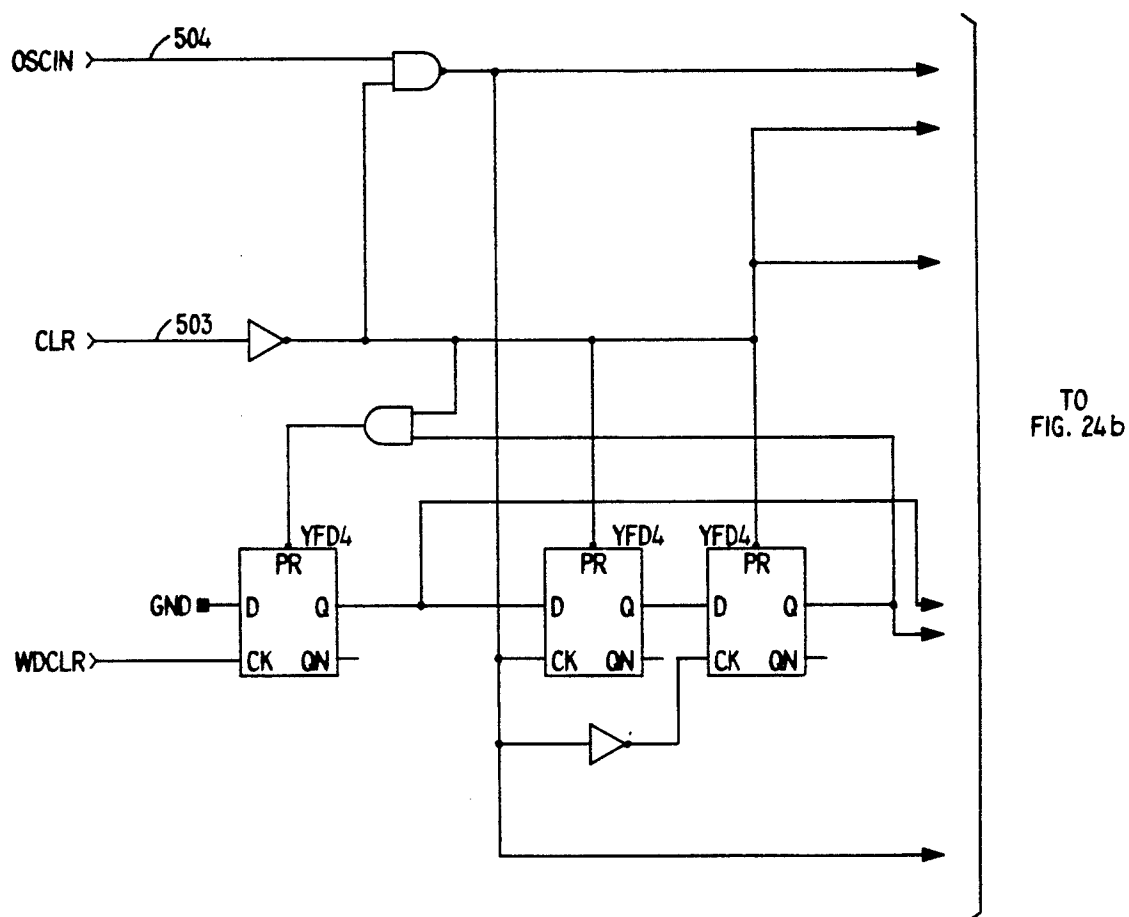 OSCIN
504
CLR
503
TO
FIG. 24b
YFD4
YFD4
YFD4
PR
PR
PR
GND
D
Q
D
Q
D
Q
WDCLR
CK
QN
CK
QN
CK
QN